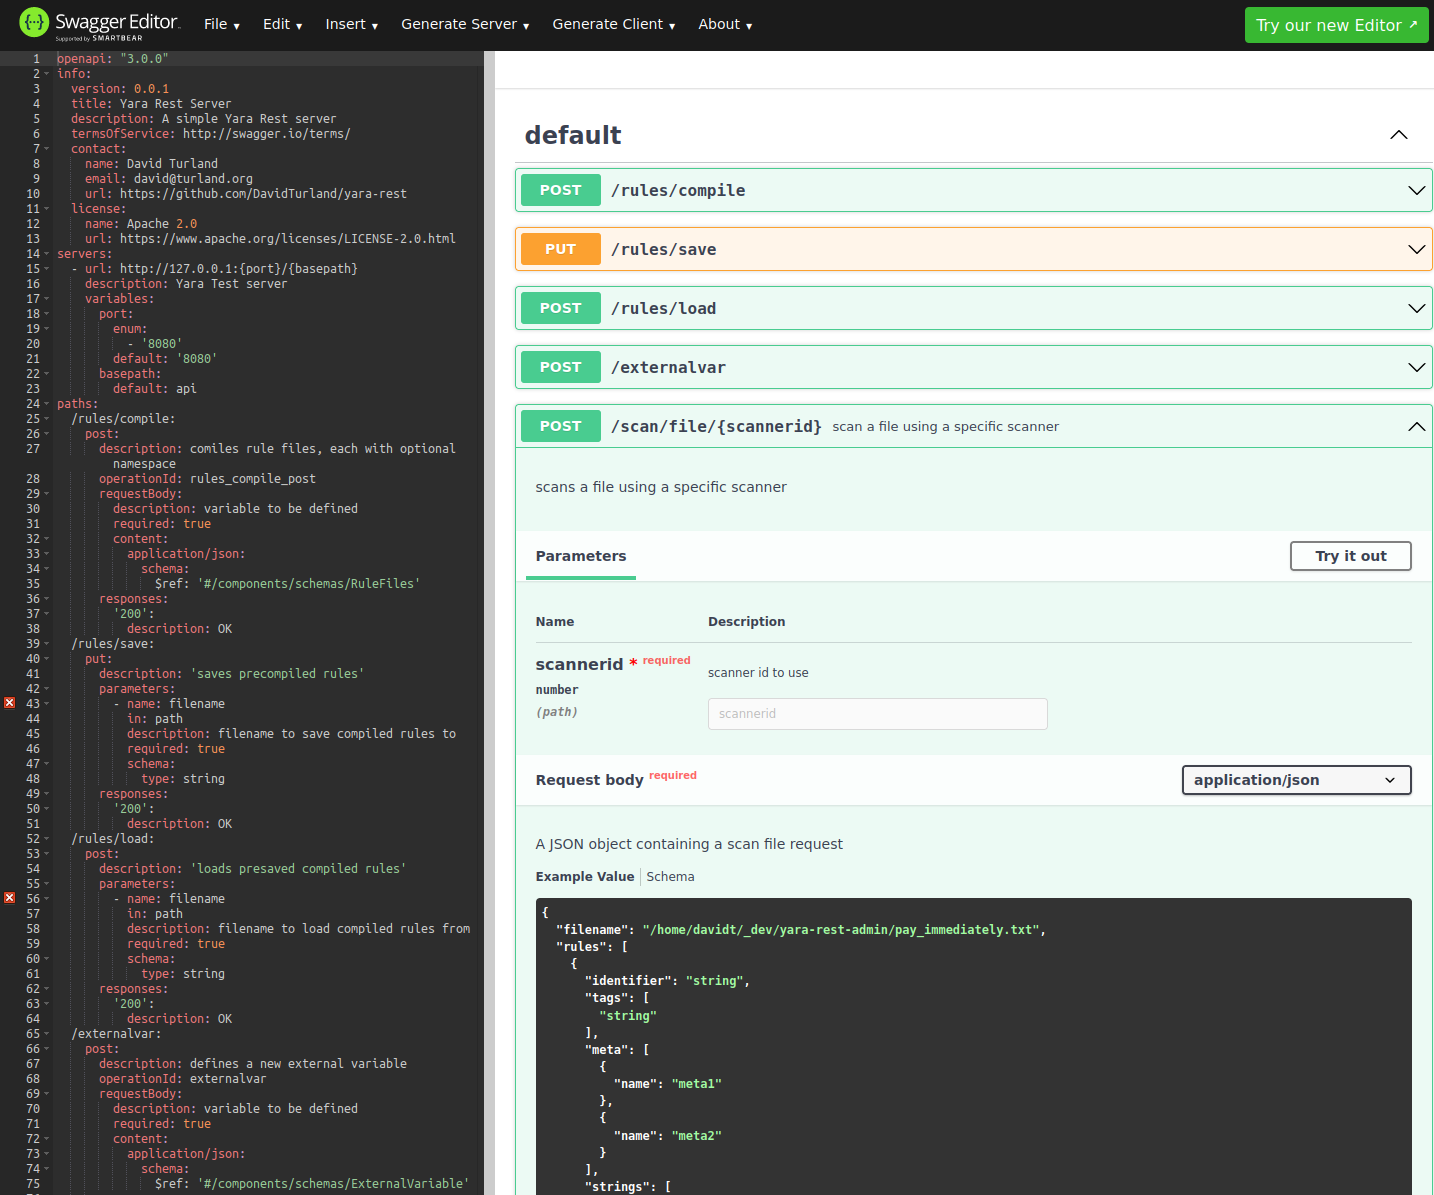 Swagger Editor
Supported by SMARTBEAR
File Edit Insert Generate Server Generate Client About
Try our new Editor
1 openapi: "3.0.0"
2 info:
3 version: 0.0.1
4 title: Yara Rest Server
5 description: A simple Yara Rest server
6 termsOfService: http://swagger.io/terms/
7 contact:
8 name: David Turland
9 email: david@turland.org
10 url: https://github.com/DavidTurland/yara-rest
11 license:
12 name: Apache 2.0
13 url: https://www.apache.org/licenses/LICENSE-2.0.html
14 servers:
15 - url: http://127.0.0.1:{port}/{basepath}
16 description: Yara Test server
17 variables:
18 port:
19 enum:
20 - '8080'
21 default: '8080'
22 basepath:
23 default: api
24 paths:
25 /rules/compile:
26 post:
27 description: comiles rule files, each with optional
namespace
28 operationId: rules_compile_post
29 requestBody:
30 description: variable to be defined
31 required: true
32 content:
33 application/json:
34 schema:
35 $ref: '#/components/schemas/RuleFiles'
36 responses:
37 '200':
38 description: OK
39 /rules/save:
40 put:
41 description: 'saves precompiled rules'
42 parameters:
43 - name: filename
44 in: path
45 description: filename to save compiled rules to
46 required: true
47 schema:
48 type: string
49 responses:
50 '200':
51 description: OK
52 /rules/load:
53 post:
54 description: 'loads presaved compiled rules'
55 parameters:
56 - name: filename
57 in: path
58 description: filename to load compiled rules from
59 required: true
60 schema:
61 type: string
62 responses:
63 '200':
64 description: OK
65 /externalvar:
66 post:
67 description: defines a new external variable
68 operationId: externalvar
69 requestBody:
70 description: variable to be defined
71 required: true
72 content:
73 application/json:
74 schema:
75 $ref: '#/components/schemas/ExternalVariable'
default
POST /rules/compile
PUT /rules/save
POST /rules/load
POST /externalvar
POST /scan/file/{scannerid} scan a file using a specific scanner
scans a file using a specific scanner
Parameters
Try it out
Name Description
scannerid * required
number
(path)
scanner id to use
scannerid
Request body required
application/json
A JSON object containing a scan file request
Example Value Schema
{
"filename": "/home/davidt/_dev/yara-rest-admin/pay_immediately.txt",
"rules": [
{
"identifier": "string",
"tags": [
"string"
],
"meta": [
{
"name": "meta1"
},
{
"name": "meta2"
}
],
"strings": [